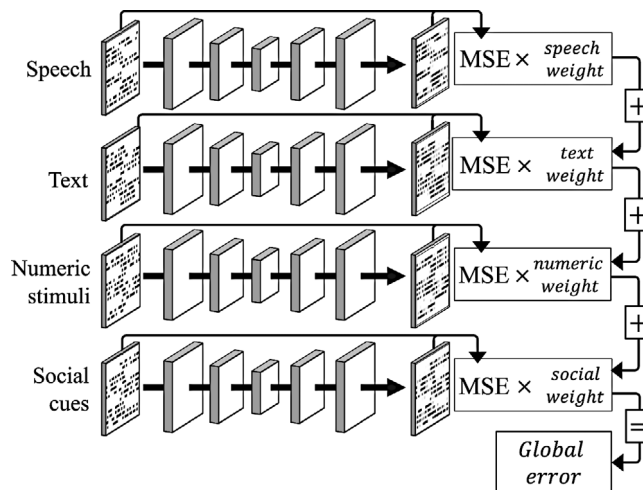 Speech
MSE × speech weight
+
Text
MSE × text weight
+
Numeric
stimuli
MSE × numeric weight
+
Social
cues
MSE × social weight
=
Global
error